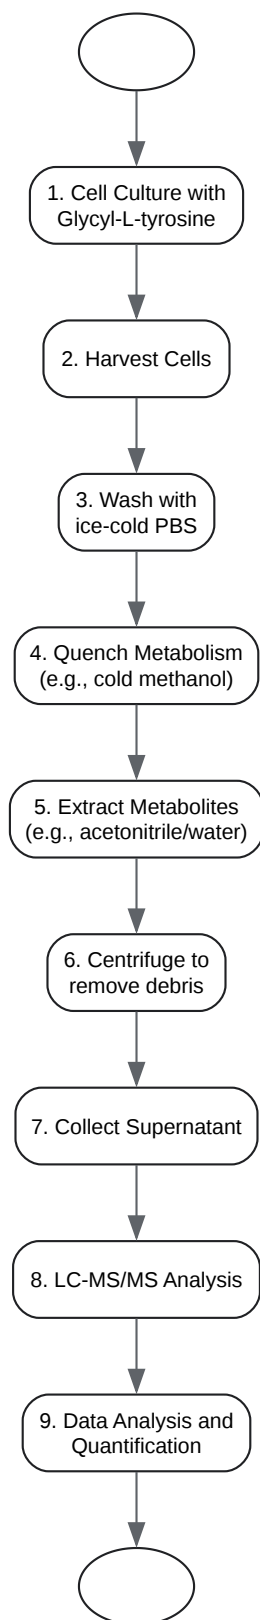 1. Cell Culture with
Glycyl-L-tyrosine
2. Harvest Cells
3. Wash with
ice-cold PBS
4. Quench Metabolism
(e.g., cold methanol)
5. Extract Metabolites
(e.g., acetonitrile/water)
6. Centrifuge to
remove debris
7. Collect Supernatant
8. LC-MS/MS Analysis
9. Data Analysis and
Quantification